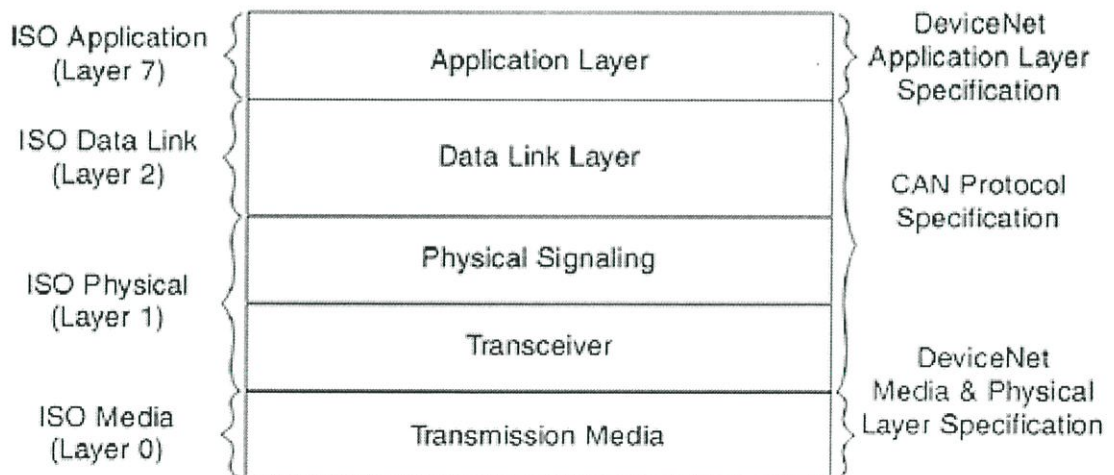 ISO Application
(Layer 7)
Application Layer
DeviceNet
Application Layer
Specification
ISO Data Link
(Layer 2)
Data Link Layer
CAN Protocol
Specification
Physical Signaling
ISO Physical
(Layer 1)
Transceiver
DeviceNet
Media & Physical
Layer Specification
ISO Media
(Layer 0)
Transmission Media